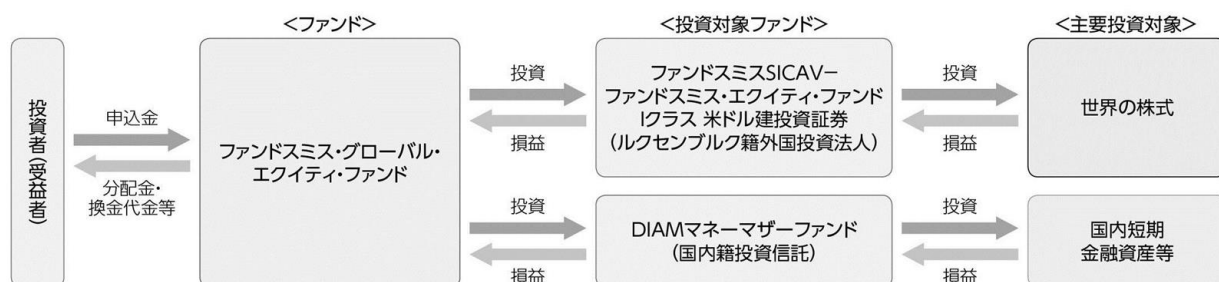 <ファンド>
<投資対象ファンド>
<主要投資対象>
投資者(受益者)
申込金
分配金・
換金代金等
ファンドスミス・グローバル・
エクイティ・ファンド
投資
損益
ファンドスミスSICAV－
ファンドスミス・エクイティ・ファンド
Iクラス 米ドル建投資証券
(ルクセンブルク籍外国投資法人)
投資
損益
世界の株式
投資
損益
DIAMマネーマザーファンド
(国内籍投資信託)
投資
損益
国内短期
金融資産等